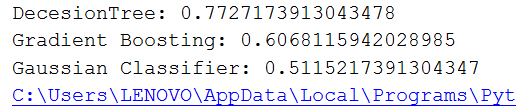 DecesionTree: 0.7727173913043478
Gradient Boosting: 0.6068115942028985
Gaussian Classifier: 0.5115217391304347
C:\Users\LENOVO\AppData\Local\Programs\Pyt